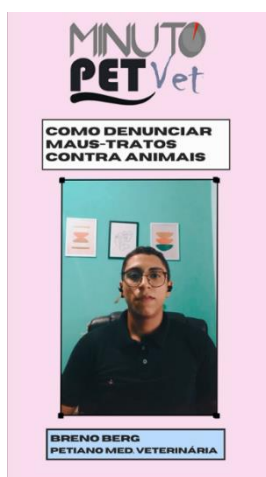 MINUTO
PET Vet
COMO DENUNCIAR
MAUS-TRATOS
CONTRA ANIMAIS
BRENO BERG
PETIANO MED. VETERINÁRIA